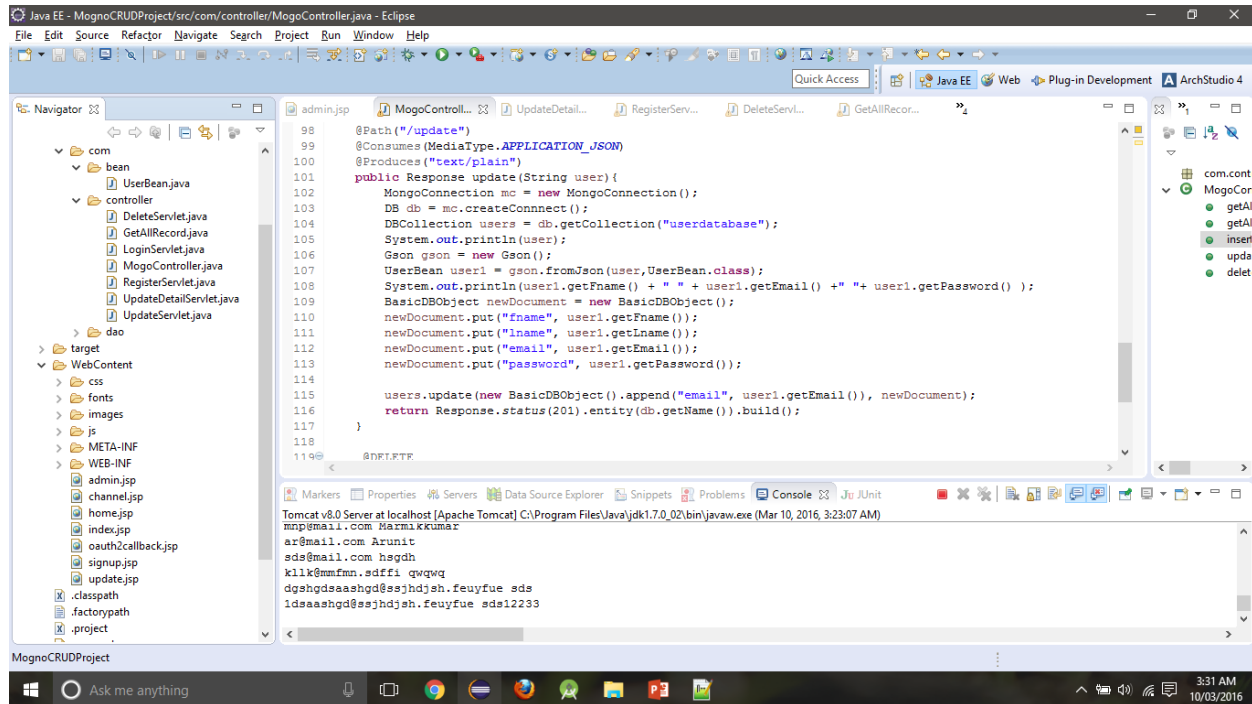 Java EE - MognoCRUDProject/src/com/controller/MogoController.java - Eclipse
File Edit Source Refactor Navigate Search Project Run Window Help
Quick Access Java EE Web Plug-in Development ArchStudio 4
Navigator
com
bean
UserBean.java
controller
DeleteServlet.java
GetAllRecord.java
LoginServlet.java
MogoController.java
RegisterServlet.java
UpdateDetailServlet.java
UpdateServlet.java
dao
target
WebContent
css
fonts
images
js
META-INF
WEB-INF
admin.jsp
channel.jsp
home.jsp
index.jsp
oauth2callback.jsp
signup.jsp
update.jsp
.classpath
.factorypath
.project
admin.jsp MogoControll... UpdateDetail... RegisterServ... DeleteServl... GetAllRecor... »4
98 @Path("/update")
99 @Consumes(MediaType.APPLICATION_JSON)
100 @Produces("text/plain")
101 public Response update(String user){
102 MongoConnection mc = new MongoConnection();
103 DB db = mc.createConnnect();
104 DBCollection users = db.getCollection("userdatabase");
105 System.out.println(user);
106 Gson gson = new Gson();
107 UserBean user1 = gson.fromJson(user,UserBean.class);
108 System.out.println(user1.getFname() + " " + user1.getEmail() +" "+ user1.getPassword() );
109 BasicDBObject newDocument = new BasicDBObject();
110 newDocument.put("fname", user1.getFname());
111 newDocument.put("lname", user1.getLname());
112 newDocument.put("email", user1.getEmail());
113 newDocument.put("password", user1.getPassword());
114
115 users.update(new BasicDBObject().append("email", user1.getEmail()), newDocument);
116 return Response.status(201).entity(db.getName()).build();
117 }
118
119 @DELETE
»1
com.cont
MogoCor
getAl
getAl
insert
upda
delet
Markers Properties Servers Data Source Explorer Snippets Problems Console JUnit
Tomcat v8.0 Server at localhost [Apache Tomcat] C:\Program Files\Java\jdk1.7.0_02\bin\javaw.exe (Mar 10, 2016, 3:23:07 AM)
mnp@mail.com Marmikkumar
ar@mail.com Arunit
sds@mail.com hsgdh
kllk@mmfmn.sdffi qwqwq
dgshgdsaashgd@ssjhdjsh.feuyfue sds
1dsaashgd@ssjhdjsh.feuyfue sds12233
MognoCRUDProject
Ask me anything
3:31 AM
10/03/2016